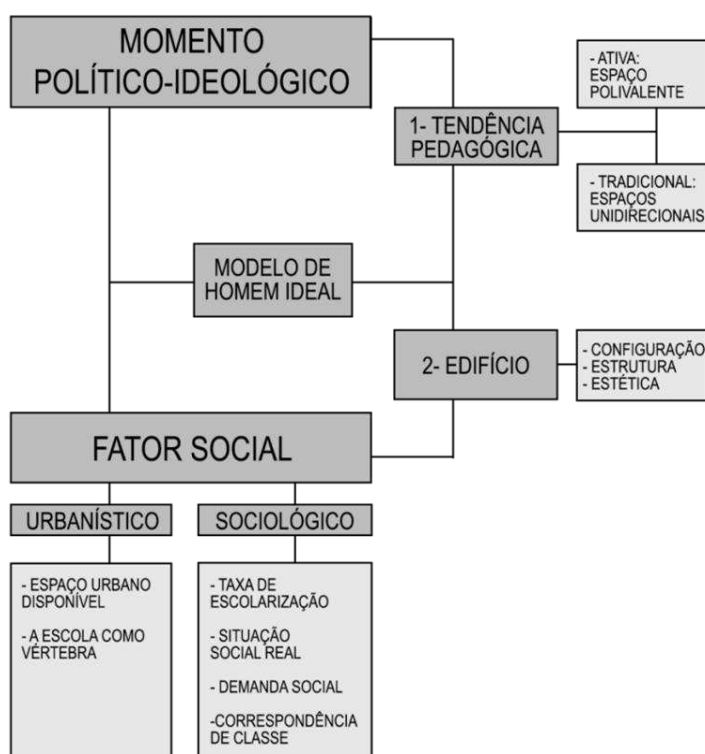 MOMENTO
POLÍTICO-IDEOLÓGICO
- ATIVA:
ESPAÇO
POLIVALENTE
1- TENDÊNCIA
PEDAGÓGICA
- TRADICIONAL:
ESPAÇOS
UNIDIRECIONAIS
MODELO DE
HOMEM IDEAL
2- EDIFÍCIO
- CONFIGURAÇÃO
- ESTRUTURA
- ESTÉTICA
FATOR SOCIAL
URBANÍSTICO
SOCIOLÓGICO
- ESPAÇO URBANO
DISPONÍVEL
- A ESCOLA COMO
VÉRTEBRA
- TAXA DE
ESCOLARIZAÇÃO
- SITUAÇÃO
SOCIAL REAL
- DEMANDA SOCIAL
-CORRESPONDÊNCIA
DE CLASSE